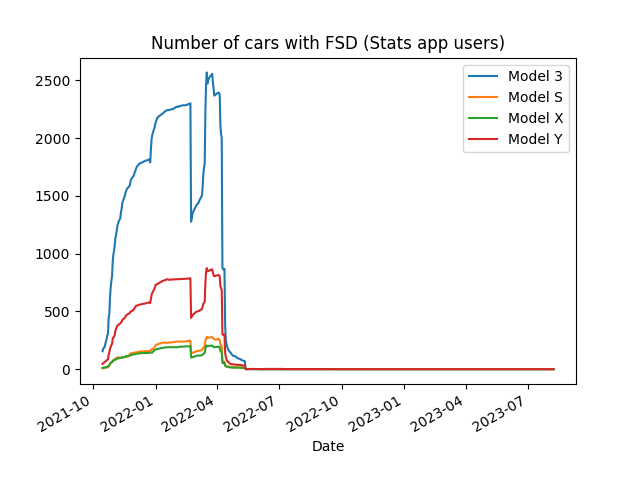 Number of cars with FSD (Stats app users)
2500
2000
1500
1000
500
0
Model 3
Model S
Model X
Model Y
2021-10
2022-01
2022-04
2022-07
2022-10
2023-01
2023-04
2023-07
Date